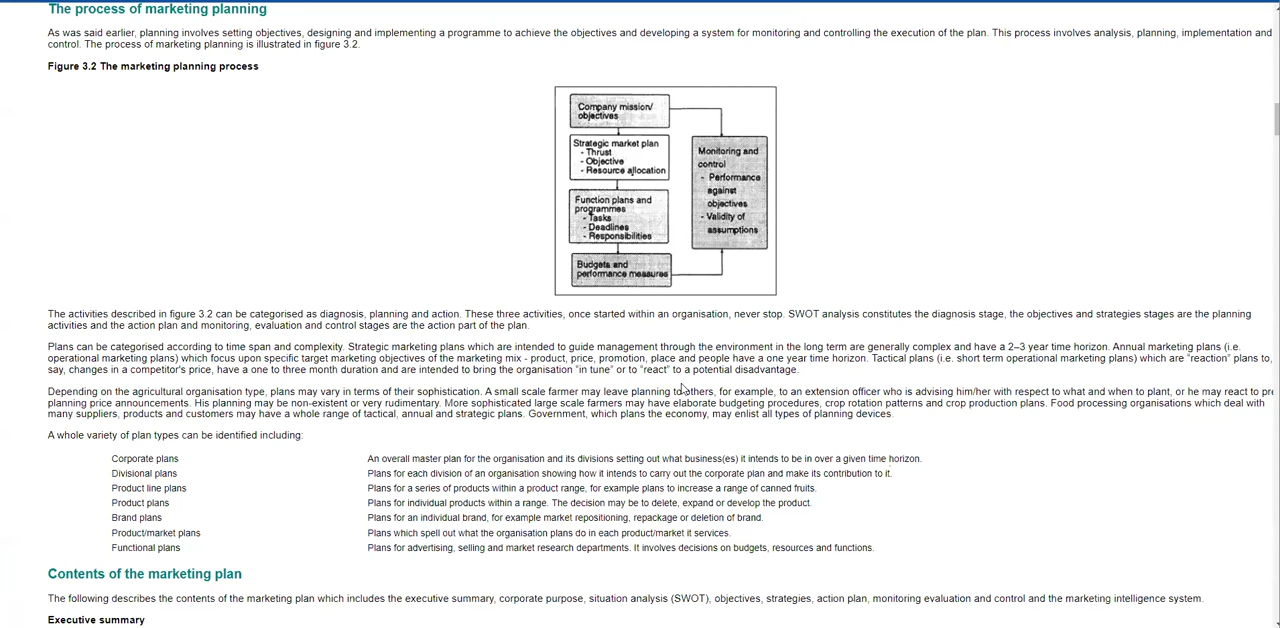 The process of marketing planning
As was said earlier, planning involves setting objectives, designing and implementing a programme to achieve the objectives and developing a system for monitoring and controlling the execution of the plan. This process involves analysis, planning, implementation and
control. The process of marketing planning is illustrated in figure 3.2.
Figure 3.2 The marketing planning process
Company mission/
objectives
Strategic market plan
- Thrust
- Objective
- Resource allocation
Function plans and
programmes
- Tasks
- Deadlines
- Responsibilities
Budgets and
performance measures
Monitoring and
control
- Performance
against
objectives
- Validity of
assumptions
The activities described in figure 3.2 can be categorised as diagnosis, planning and action. These three activities, once started within an organisation, never stop. SWOT analysis constitutes the diagnosis stage, the objectives and strategies stages are the planning
activities and the action plan and monitoring, evaluation and control stages are the action part of the plan.
Plans can be categorised according to time span and complexity. Strategic marketing plans which are intended to guide management through the environment in the long term are generally complex and have a 2–3 year time horizon. Annual marketing plans (i.e.
operational marketing plans) which focus upon specific target marketing objectives of the marketing mix - product, price, promotion, place and people have a one year time horizon. Tactical plans (i.e. short term operational marketing plans) which are "reaction" plans to,
say, changes in a competitor's price, have a one to three month duration and are intended to bring the organisation "in tune" or to "react" to a potential disadvantage.
Depending on the agricultural organisation type, plans may vary in terms of their sophistication. A small scale farmer may leave planning to others, for example, to an extension officer who is advising him/her with respect to what and when to plant, or he may react to pre
planning price announcements. His planning may be non-existent or very rudimentary. More sophisticated large scale farmers may have elaborate budgeting procedures, crop rotation patterns and crop production plans. Food processing organisations which deal with
many suppliers, products and customers may have a whole range of tactical, annual and strategic plans. Government, which plans the economy, may enlist all types of planning devices.
A whole variety of plan types can be identified including:
Corporate plans An overall master plan for the organisation and its divisions setting out what business(es) it intends to be in over a given time horizon.
Divisional plans Plans for each division of an organisation showing how it intends to carry out the corporate plan and make its contribution to it.
Product line plans Plans for a series of products within a product range, for example plans to increase a range of canned fruits.
Product plans Plans for individual products within a range. The decision may be to delete, expand or develop the product.
Brand plans Plans for an individual brand, for example market repositioning, repackage or deletion of brand.
Product/market plans Plans which spell out what the organisation plans do in each product/market it services.
Functional plans Plans for advertising, selling and market research departments. It involves decisions on budgets, resources and functions.
Contents of the marketing plan
The following describes the contents of the marketing plan which includes the executive summary, corporate purpose, situation analysis (SWOT), objectives, strategies, action plan, monitoring evaluation and control and the marketing intelligence system.
Executive summary